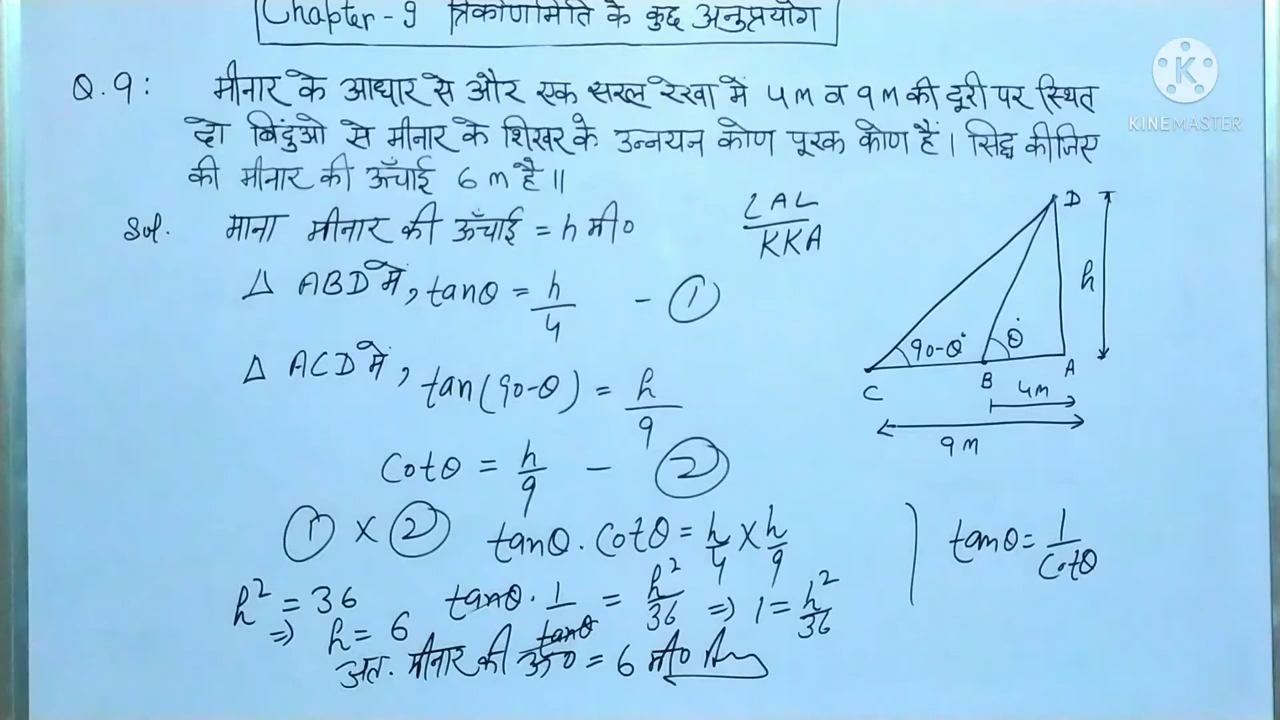 Chapter-9 त्रिकोणमिति के कुछ अनुप्रयोग
K
KINEMASTER
Q.9: मीनार के आधार से और एक सरल रेखा में 4m व 9m की दूरी पर स्थित
दो बिंदुओ से मीनार के शिखर के उन्नयन कोण पूरक कोण हैं। सिद्ध कीजिए
की मीनार की ऊँचाई 6 m है॥
Sol. माना मीनार की ऊँचाई = h मी०
LAL
KKA
D
h
90-θ° θ°
C B A
4m
9m
Δ ABD में, tanθ = h/4 - ①
Δ ACD में, tan(90-θ) = h/9
Cotθ = h/9 - ②
① × ② tanθ. Cotθ = h/4 × h/9
tanθ = 1/Cotθ
h² = 36 tanθ. 1/tanθ = h²/36 ⇒ 1 = h²/36
⇒ h = 6
अतः मीनार की ऊँ० = 6 मी० Ans